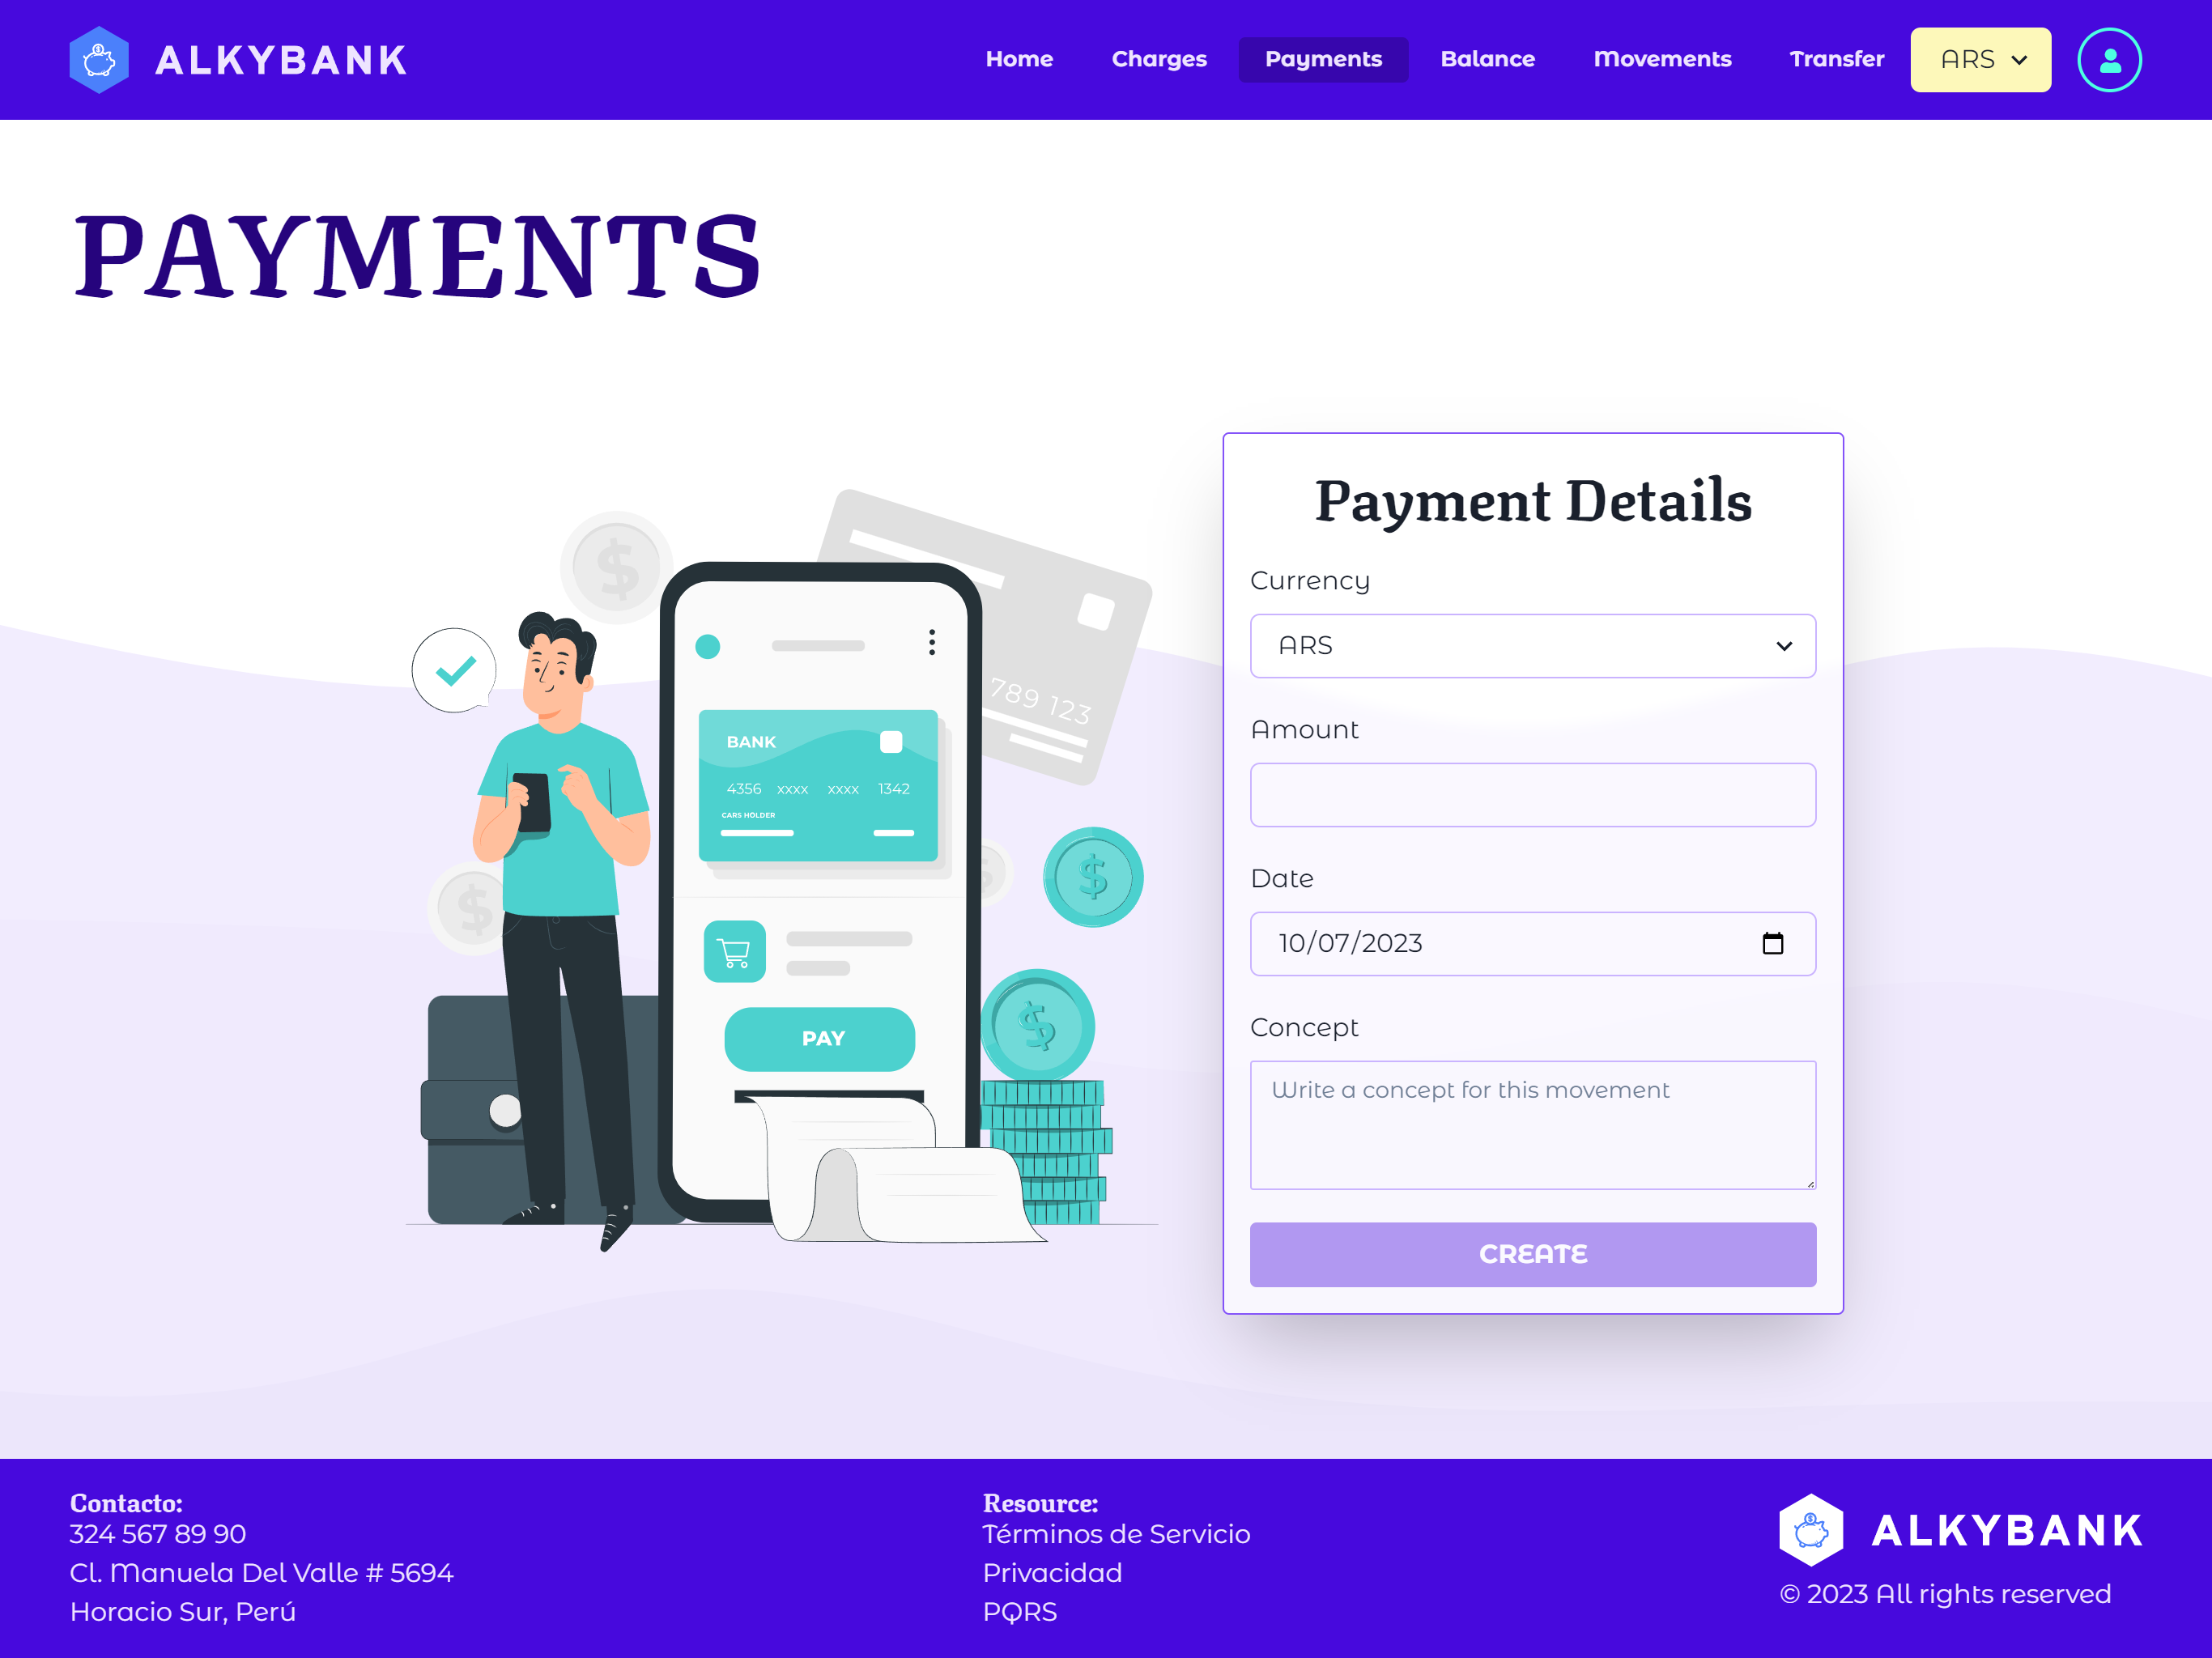 ALKYBANK
Home Charges Payments Balance Movements Transfer ARS
PAYMENTS
Payment Details
Currency
ARS
Amount
Date
10/07/2023
Concept
Write a concept for this movement
CREATE
$
789 123
BANK
4356 xxxx xxxx 1342
CARS HOLDER
$
$
$
$
PAY
Contacto:
324 567 89 90
Cl. Manuela Del Valle # 5694
Horacio Sur, Perú
Resource:
Términos de Servicio
Privacidad
PQRS
ALKYBANK
© 2023 All rights reserved